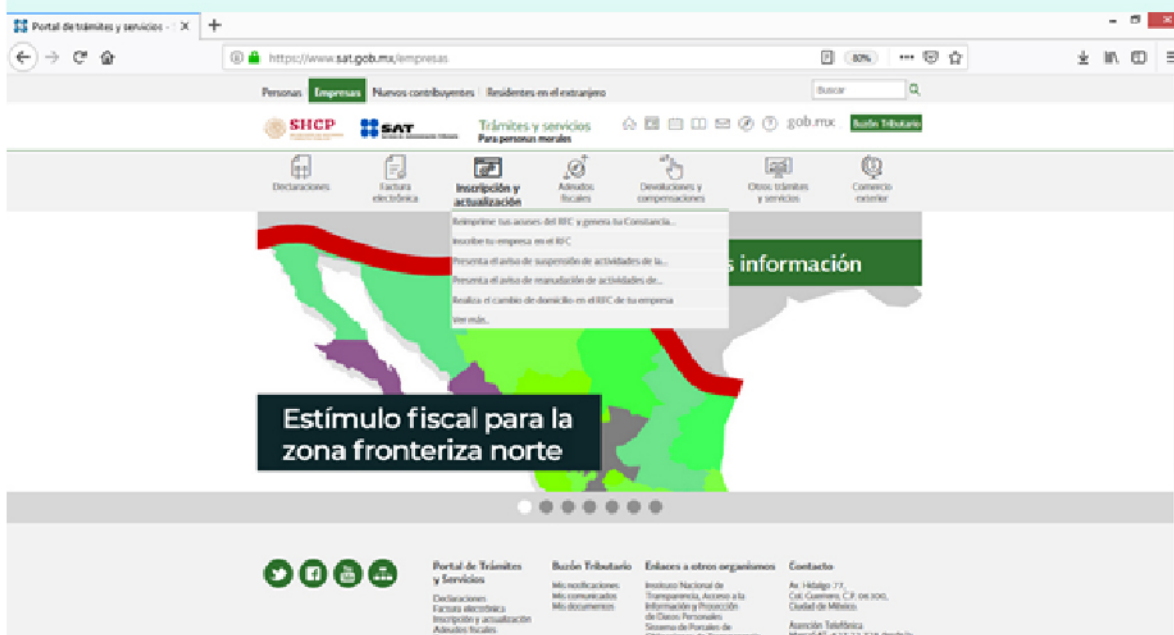 Portal de trámites y servicios - S
https://www.sat.gob.mx/empresas
80%
Personas Empresas Nuevos contribuyentes Residentes en el extranjero
Buscar
SHCP SAT Trámites y servicios
Para personas morales
gob.mx Buzón Tributario
Declaraciones
Factura
electrónica
Inscripción y
actualización
Adeudos
fiscales
Devoluciones y
compensaciones
Otros trámites
y servicios
Comercio
exterior
Reimprime tus acuses del RFC y genera tu Constancia...
Inscribe tu empresa en el RFC
Presenta el aviso de suspensión de actividades de la...
Presenta el aviso de reanudación de actividades de...
Realiza el cambio de domicilio en el RFC de tu empresa
Ver más..
s información
Estímulo fiscal para la
zona fronteriza norte
Portal de Trámites
y Servicios
Declaraciones
Factura electrónica
Inscripción y actualización
Adeudos fiscales
Buzón Tributario
Mis notificaciones
Mis comunicados
Mis documentos
Enlaces a otros organismos
Instituto Nacional de
Transparencia, Acceso a la
Información y Protección
de Datos Personales
Sistema de Portales de
Contacto
Av. Hidalgo 77,
Col. Guerrero, C.P. 06300,
Ciudad de México.
Atención Telefónica